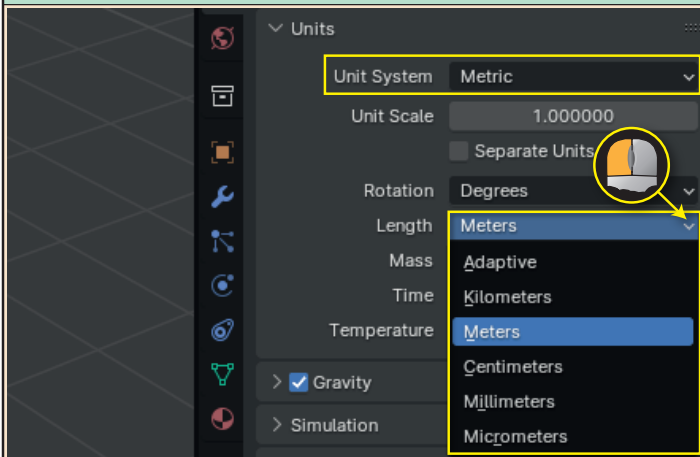 Units
Unit System Metric
Unit Scale 1.000000
Separate Units
Rotation Degrees
Length Meters
Mass
Adaptive
Time
Kilometers
Temperature
Meters
Centimeters
Gravity
Millimeters
Simulation
Micrometers